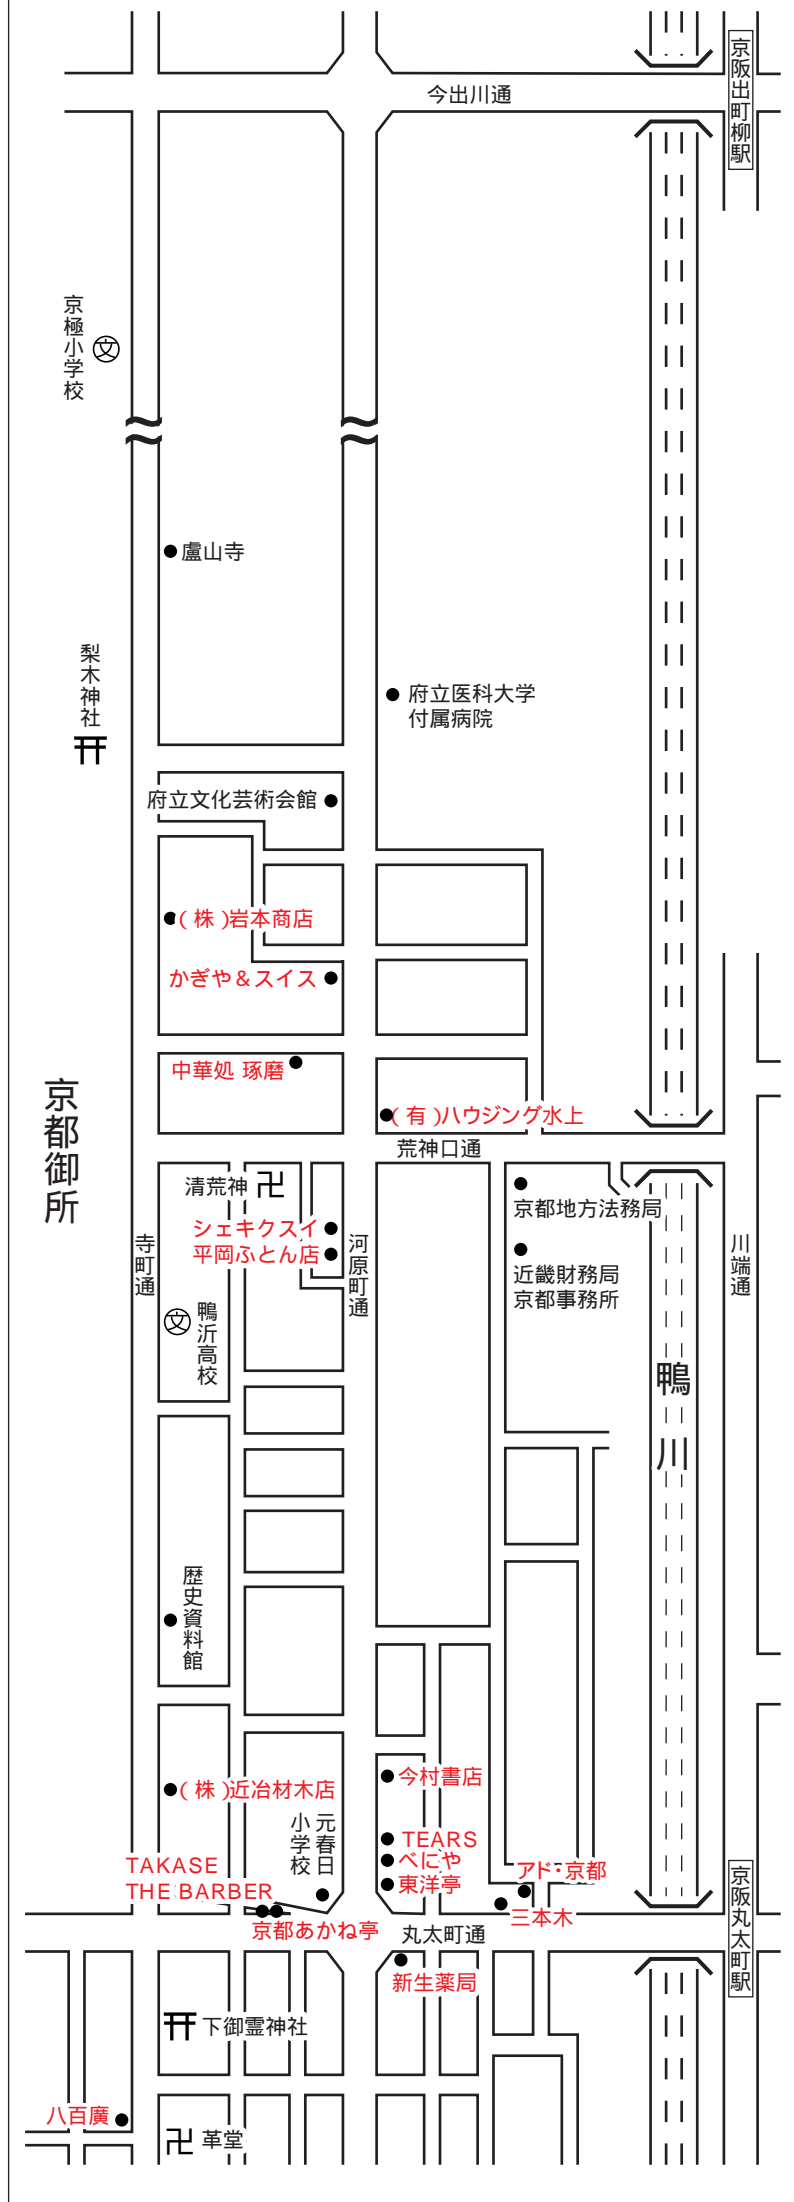 京阪出町柳駅
今出川通
京極小学校
文
盧山寺
梨木神社
府立医科大学
付属病院
府立文化芸術会館
(株)岩本商店
かぎや&スイス
中華処 琢磨
(有)ハウジング水上
京都御所
荒神口通
清荒神
京都地方法務局
シェキクスイ
平岡ふとん店
寺町通
河原町通
川端通
近畿財務局
京都事務所
文
鴨沂高校
鴨川
歴史資料館
今村書店
(株)近冶材木店
元春日
小学校
TEARS
べにや
東洋亭
TAKASE
THE BARBER
アド・京都
三本木
京都あかね亭
丸太町通
京阪丸太町駅
新生薬局
下御霊神社
八百廣
革堂